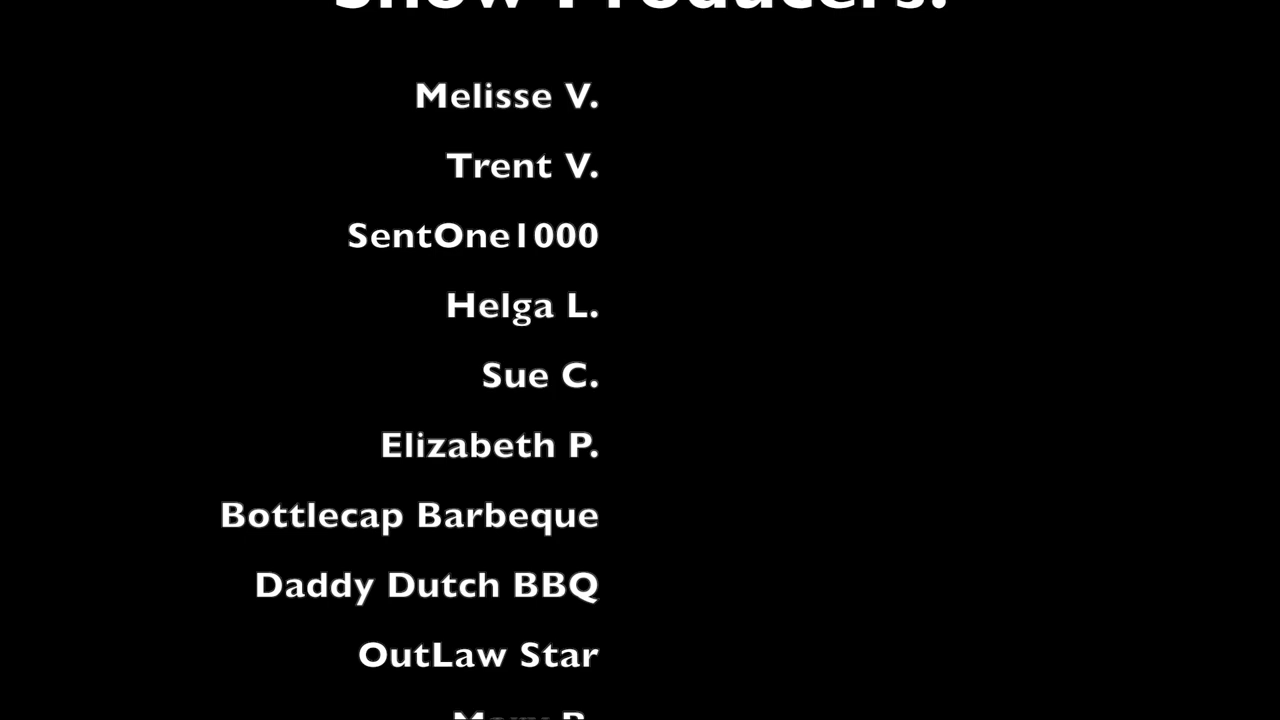 Show Producers:
Melisse V.
Trent V.
SentOne1000
Helga L.
Sue C.
Elizabeth P.
Bottlecap Barbeque
Daddy Dutch BBQ
OutLaw Star